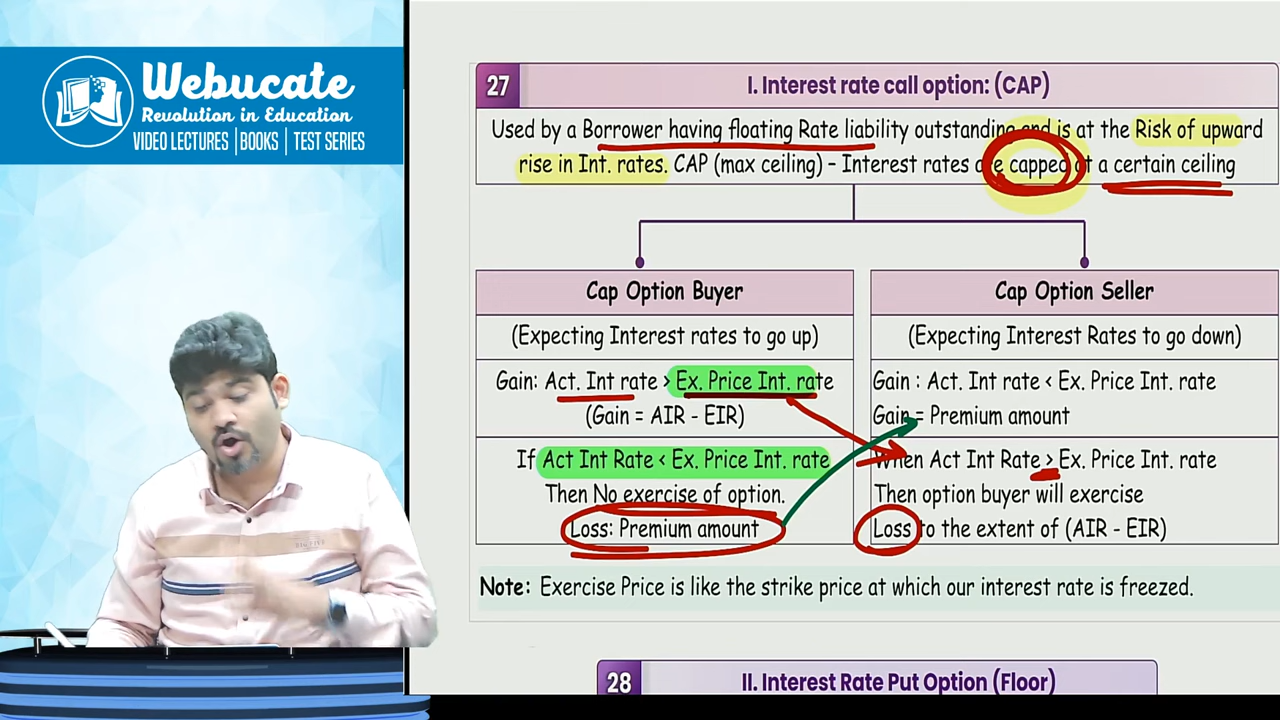 Webucate
Revolution in Education
VIDEO LECTURES | BOOKS | TEST SERIES
27
I. Interest rate call option: (CAP)
Used by a Borrower having floating Rate liability outstanding and is at the Risk of upward
rise in Int. rates. CAP (max ceiling) – Interest rates are capped at a certain ceiling
Cap Option Buyer
(Expecting Interest rates to go up)
Gain: Act. Int rate > Ex. Price Int. rate
(Gain = AIR - EIR)
If Act Int Rate < Ex. Price Int. rate
Then No exercise of option.
Loss: Premium amount
Cap Option Seller
(Expecting Interest Rates to go down)
Gain : Act. Int rate < Ex. Price Int. rate
Gain = Premium amount
When Act Int Rate > Ex. Price Int. rate
Then option buyer will exercise
Loss to the extent of (AIR - EIR)
Note: Exercise Price is like the strike price at which our interest rate is freezed.
28
II. Interest Rate Put Option (Floor)